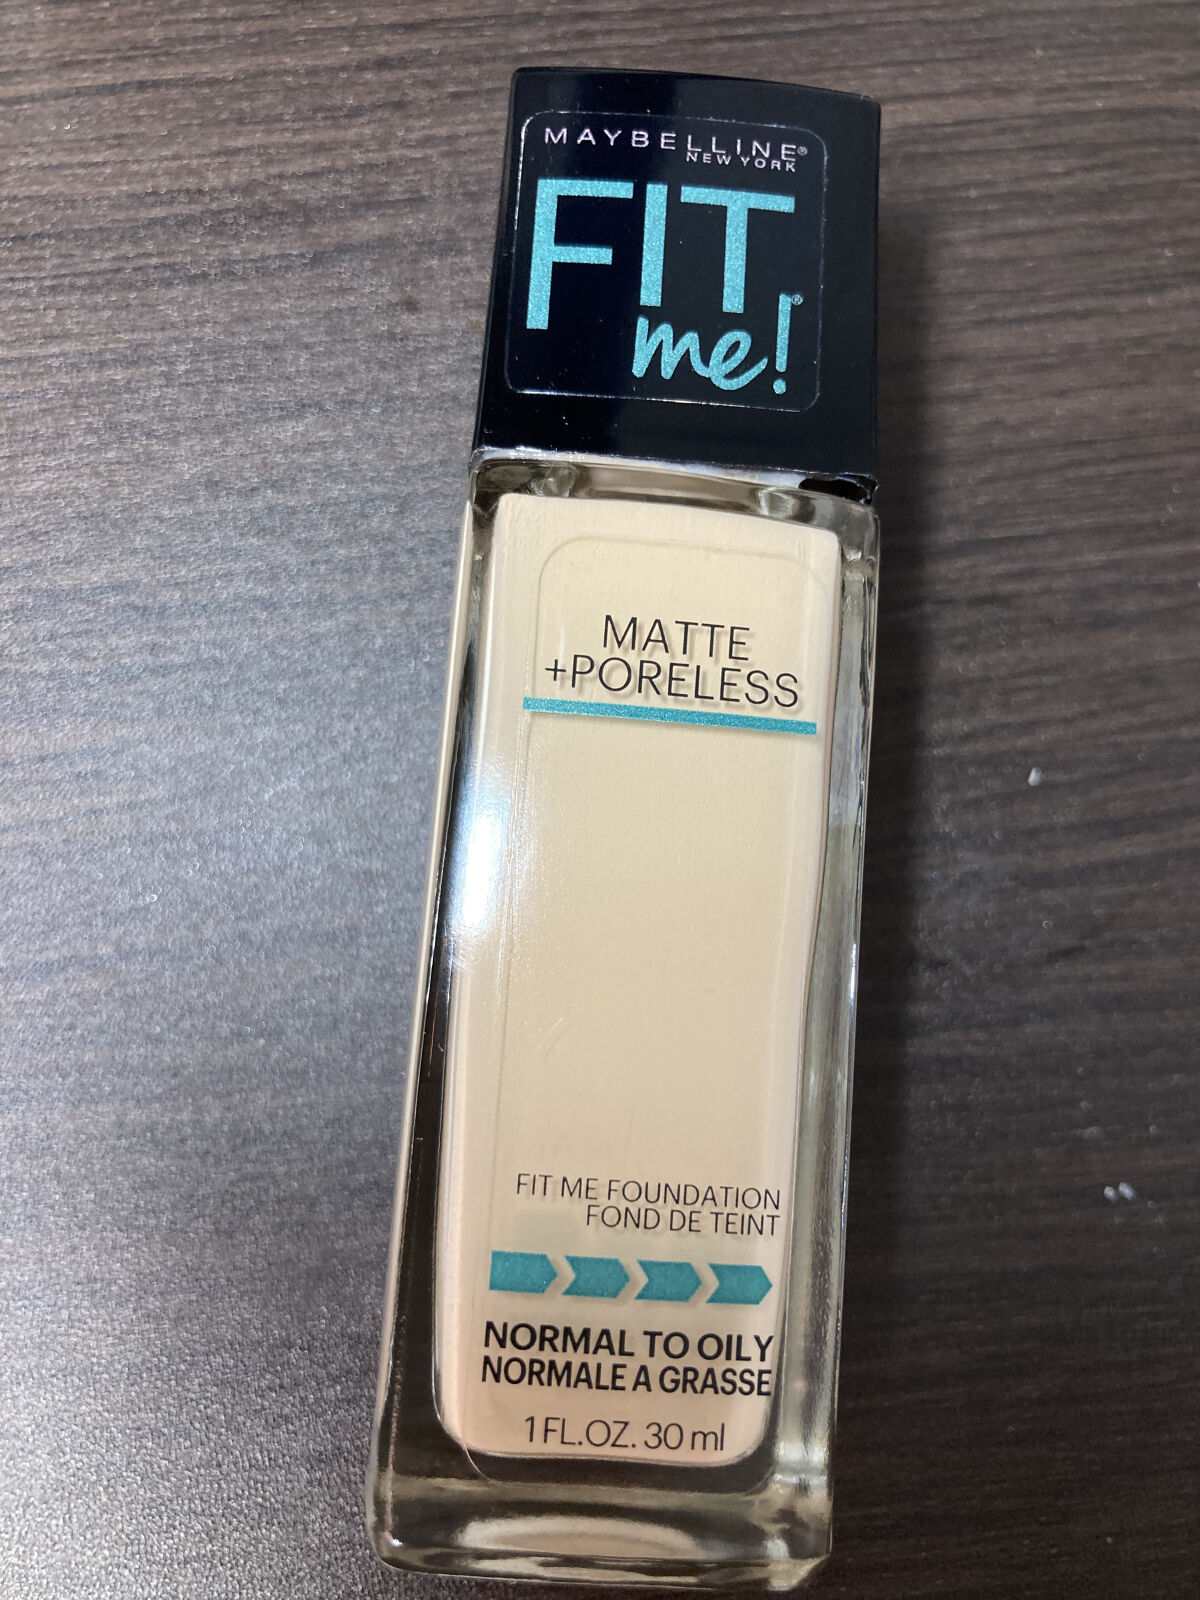 MAYBELLINE®
NEW YORK
FIT
me!®
MATTE
+PORELESS
FIT ME FOUNDATION
FOND DE TEINT
NORMAL TO OILY
NORMALE A GRASSE
1 FL.OZ. 30 ml